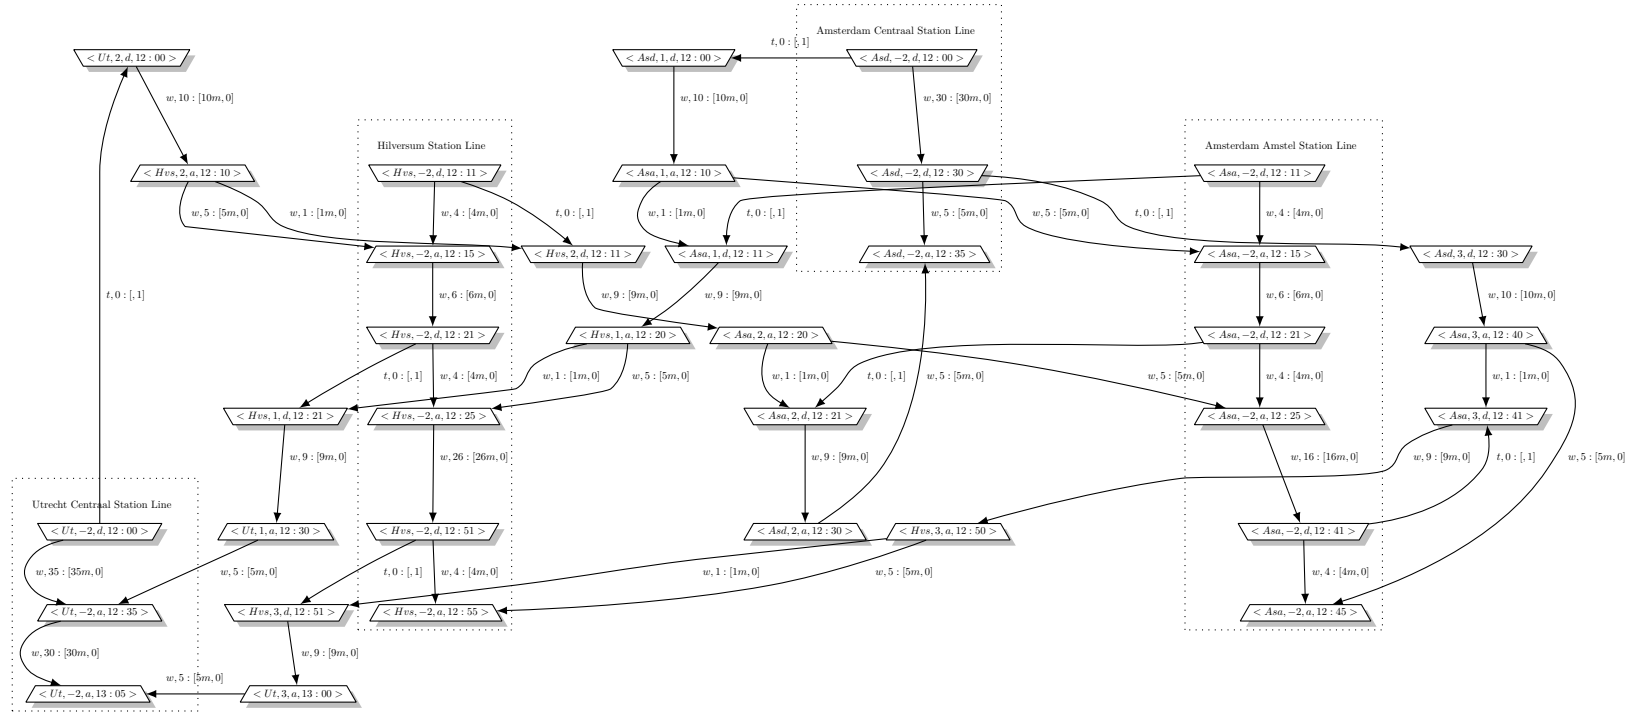 Amsterdam Centraal Station Line
t, 0 : [, 1]
< Ut, 2, d, 12 : 00 >
< Asd, 1, d, 12 : 00 >
< Asd, −2, d, 12 : 00 >
w, 10 : [10m, 0]
w, 10 : [10m, 0]
w, 30 : [30m, 0]
Hilversum Station Line
Amsterdam Amstel Station Line
< Hvs, 2, a, 12 : 10 >
< Hvs, −2, d, 12 : 11 >
< Asa, 1, a, 12 : 10 >
< Asd, −2, d, 12 : 30 >
< Asa, −2, d, 12 : 11 >
w, 5 : [5m, 0]
w, 1 : [1m, 0]
w, 4 : [4m, 0]
t, 0 : [, 1]
w, 1 : [1m, 0]
t, 0 : [, 1]
w, 5 : [5m, 0]
w, 5 : [5m, 0]
t, 0 : [, 1]
w, 4 : [4m, 0]
< Hvs, −2, a, 12 : 15 >
< Hvs, 2, d, 12 : 11 >
< Asa, 1, d, 12 : 11 >
< Asd, −2, a, 12 : 35 >
< Asa, −2, a, 12 : 15 >
< Asd, 3, d, 12 : 30 >
t, 0 : [, 1]
w, 6 : [6m, 0]
w, 9 : [9m, 0]
w, 9 : [9m, 0]
w, 6 : [6m, 0]
w, 10 : [10m, 0]
< Hvs, −2, d, 12 : 21 >
< Hvs, 1, a, 12 : 20 >
< Asa, 2, a, 12 : 20 >
< Asa, −2, d, 12 : 21 >
< Asa, 3, a, 12 : 40 >
t, 0 : [, 1]
w, 4 : [4m, 0]
w, 1 : [1m, 0]
w, 5 : [5m, 0]
w, 1 : [1m, 0]
t, 0 : [, 1]
w, 5 : [5m, 0]
w, 5 : [5m, 0]
w, 4 : [4m, 0]
w, 1 : [1m, 0]
< Hvs, 1, d, 12 : 21 >
< Hvs, −2, a, 12 : 25 >
< Asa, 2, d, 12 : 21 >
< Asa, −2, a, 12 : 25 >
< Asa, 3, d, 12 : 41 >
w, 9 : [9m, 0]
w, 26 : [26m, 0]
w, 9 : [9m, 0]
w, 16 : [16m, 0]
w, 9 : [9m, 0]
t, 0 : [, 1]
w, 5 : [5m, 0]
Utrecht Centraal Station Line
< Ut, −2, d, 12 : 00 >
< Ut, 1, a, 12 : 30 >
< Hvs, −2, d, 12 : 51 >
< Asd, 2, a, 12 : 30 >
< Hvs, 3, a, 12 : 50 >
< Asa, −2, d, 12 : 41 >
w, 35 : [35m, 0]
w, 5 : [5m, 0]
t, 0 : [, 1]
w, 4 : [4m, 0]
w, 1 : [1m, 0]
w, 5 : [5m, 0]
w, 4 : [4m, 0]
< Ut, −2, a, 12 : 35 >
< Hvs, 3, d, 12 : 51 >
< Hvs, −2, a, 12 : 55 >
< Asa, −2, a, 12 : 45 >
w, 30 : [30m, 0]
w, 9 : [9m, 0]
w, 5 : [5m, 0]
< Ut, −2, a, 13 : 05 >
< Ut, 3, a, 13 : 00 >